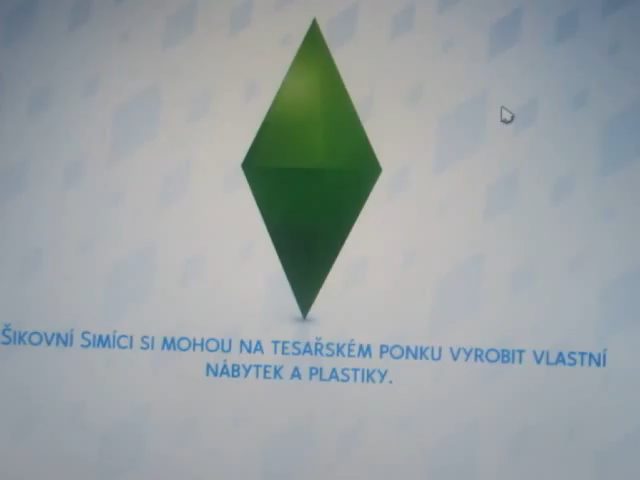 ŠIKOVNÍ SIMÍCI SI MOHOU NA TESAŘSKÉM PONKU VYROBIT VLASTNÍ
NÁBYTEK A PLASTIKY.